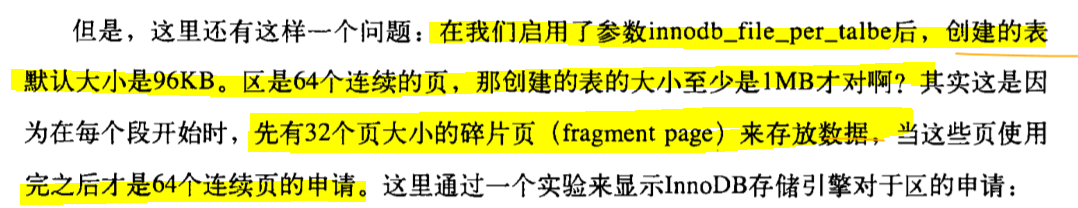 但是，这里还有这样一个问题：在我们启用了参数innodb_file_per_talbe后，创建的表
默认大小是96KB。区是64个连续的页，那创建的表的大小至少是1MB才对啊？其实这是因
为在每个段开始时，先有32个页大小的碎片页（fragment page）来存放数据，当这些页使用
完之后才是64个连续页的申请。这里通过一个实验来显示InnoDB存储引擎对于区的申请：